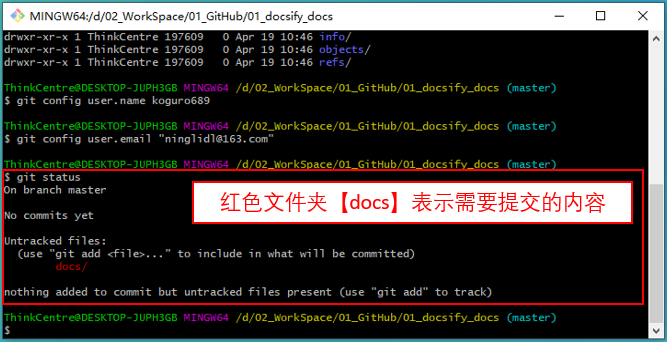 MINGW64:/d/02_WorkSpace/01_GitHub/01_docsify_docs
drwxr-xr-x 1 ThinkCentre 197609   0 Apr 19 10:46 info/
drwxr-xr-x 1 ThinkCentre 197609   0 Apr 19 10:46 objects/
drwxr-xr-x 1 ThinkCentre 197609   0 Apr 19 10:46 refs/
ThinkCentre@DESKTOP-JUPH3GB MINGW64 /d/02_WorkSpace/01_GitHub/01_docsify_docs (master)
$ git config user.name koguro689
ThinkCentre@DESKTOP-JUPH3GB MINGW64 /d/02_WorkSpace/01_GitHub/01_docsify_docs (master)
$ git config user.email "ninglidl@163.com"
ThinkCentre@DESKTOP-JUPH3GB MINGW64 /d/02_WorkSpace/01_GitHub/01_docsify_docs (master)
$ git status
On branch master
红色文件夹【docs】表示需要提交的内容
No commits yet
Untracked files:
  (use "git add <file>..." to include in what will be committed)
        docs/
nothing added to commit but untracked files present (use "git add" to track)
ThinkCentre@DESKTOP-JUPH3GB MINGW64 /d/02_WorkSpace/01_GitHub/01_docsify_docs (master)
$